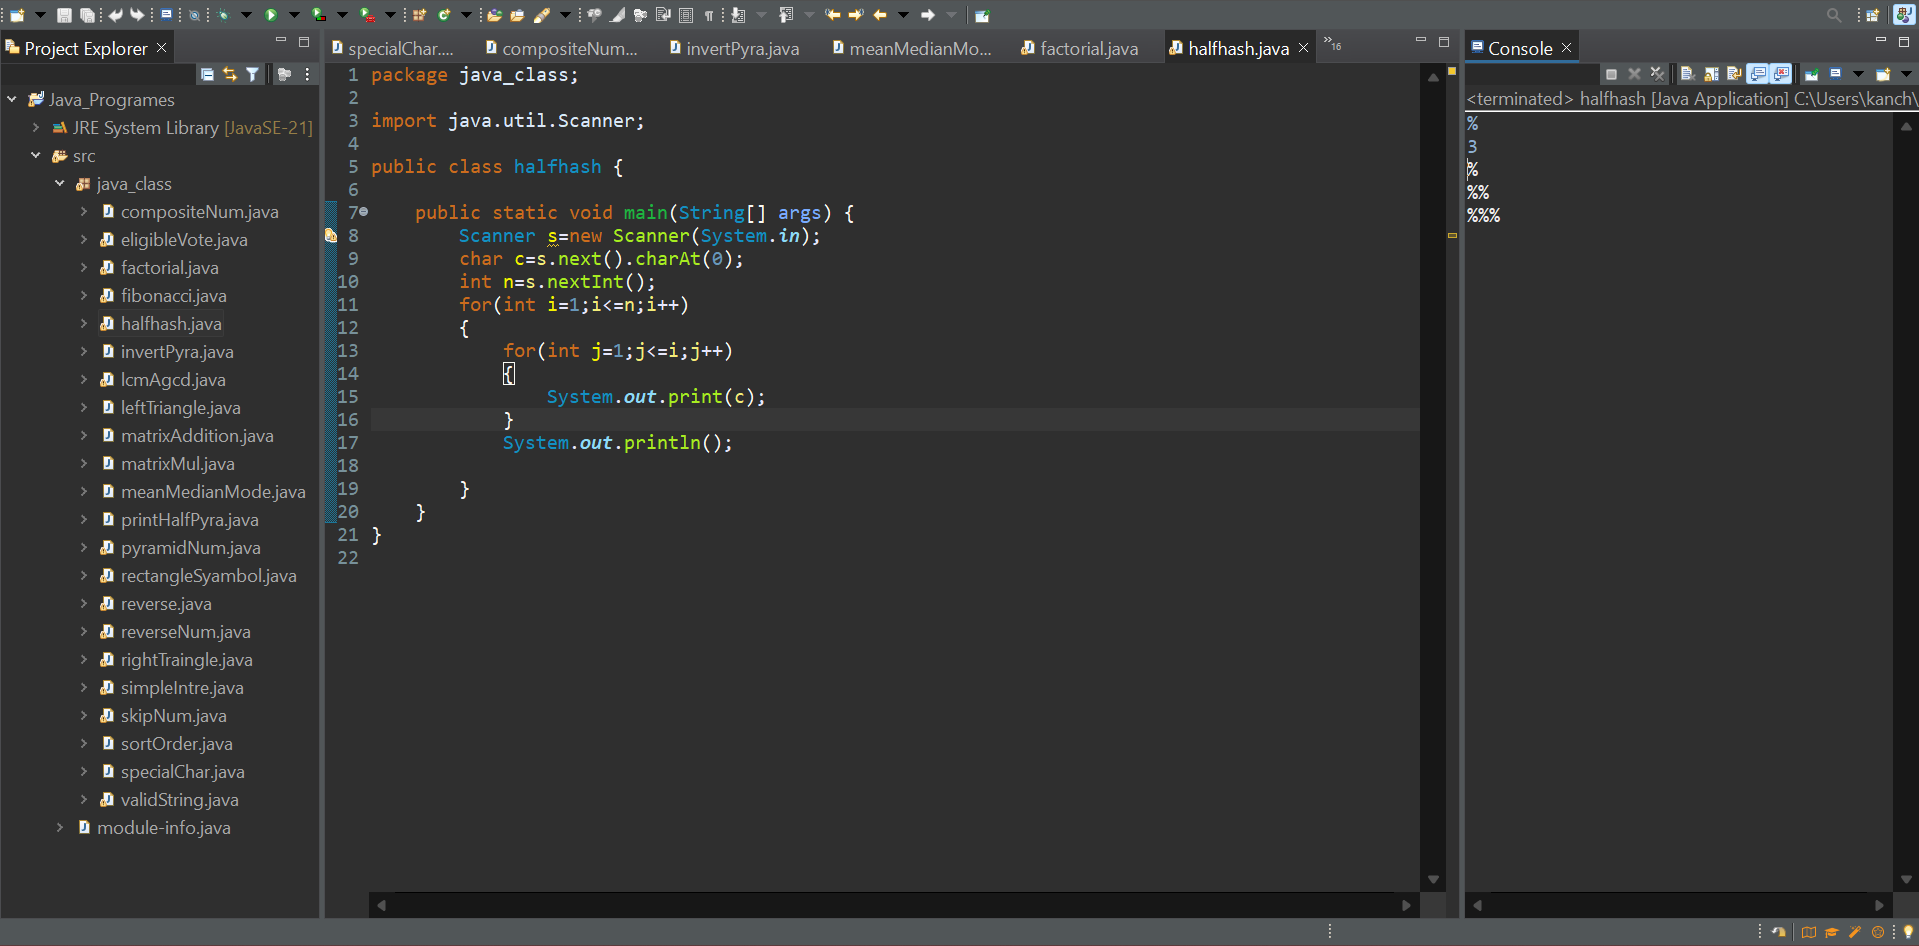 Project Explorer
Java_Programes
JRE System Library [JavaSE-21]
src
java_class
compositeNum.java
eligibleVote.java
factorial.java
fibonacci.java
halfhash.java
invertPyra.java
lcmAgcd.java
leftTriangle.java
matrixAddition.java
matrixMul.java
meanMedianMode.java
printHalfPyra.java
pyramidNum.java
rectangleSyambol.java
reverse.java
reverseNum.java
rightTraingle.java
simpleIntre.java
skipNum.java
sortOrder.java
specialChar.java
validString.java
module-info.java
specialChar.... compositeNum... invertPyra.java meanMedianMo... factorial.java halfhash.java »16
1 package java_class;
2
3 import java.util.Scanner;
4
5 public class halfhash {
6
7 public static void main(String[] args) {
8 Scanner s=new Scanner(System.in);
9 char c=s.next().charAt(0);
10 int n=s.nextInt();
11 for(int i=1;i<=n;i++)
12 {
13 for(int j=1;j<=i;j++)
14 {
15 System.out.print(c);
16 }
17 System.out.println();
18
19 }
20 }
21 }
22
Console
<terminated> halfhash [Java Application] C:\Users\kanch\
%
3
%
%%
%%%